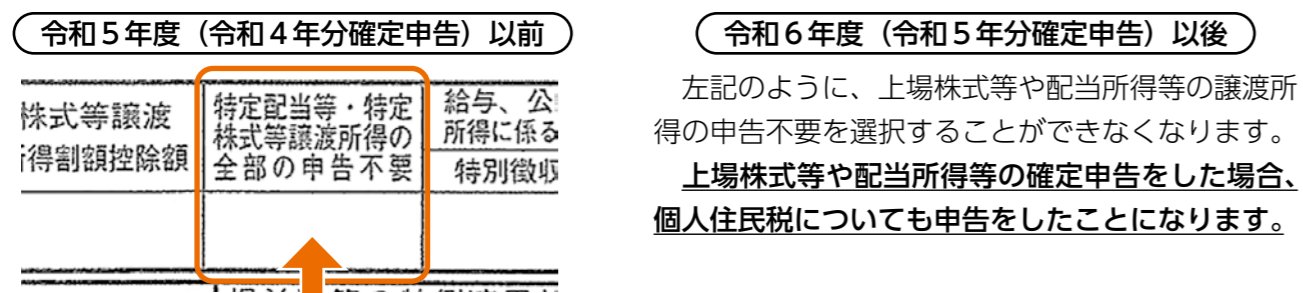 令和５年度（令和４年分確定申告）以前
株式等譲渡
得割額控除額
特定配当等・特定
株式等譲渡所得の
全部の申告不要
給与、公
所得に係る
特別徴収
令和６年度（令和５年分確定申告）以後
左記のように、上場株式等や配当所得等の譲渡所
得の申告不要を選択することができなくなります。
上場株式等や配当所得等の確定申告をした場合、
個人住民税についても申告をしたことになります。